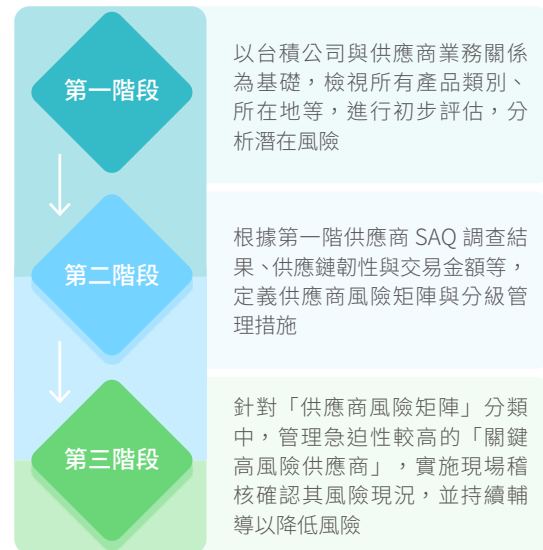 第一階段
以台積公司與供應商業務關係
為基礎，檢視所有產品類別、
所在地等，進行初步評估，分
析潛在風險
第二階段
根據第一階供應商 SAQ 調查結
果、供應鏈韌性與交易金額等，
定義供應商風險矩陣與分級管
理措施
第三階段
針對「供應商風險矩陣」分類
中，管理急迫性較高的「關鍵
高風險供應商」，實施現場稽
核確認其風險現況，並持續輔
導以降低風險